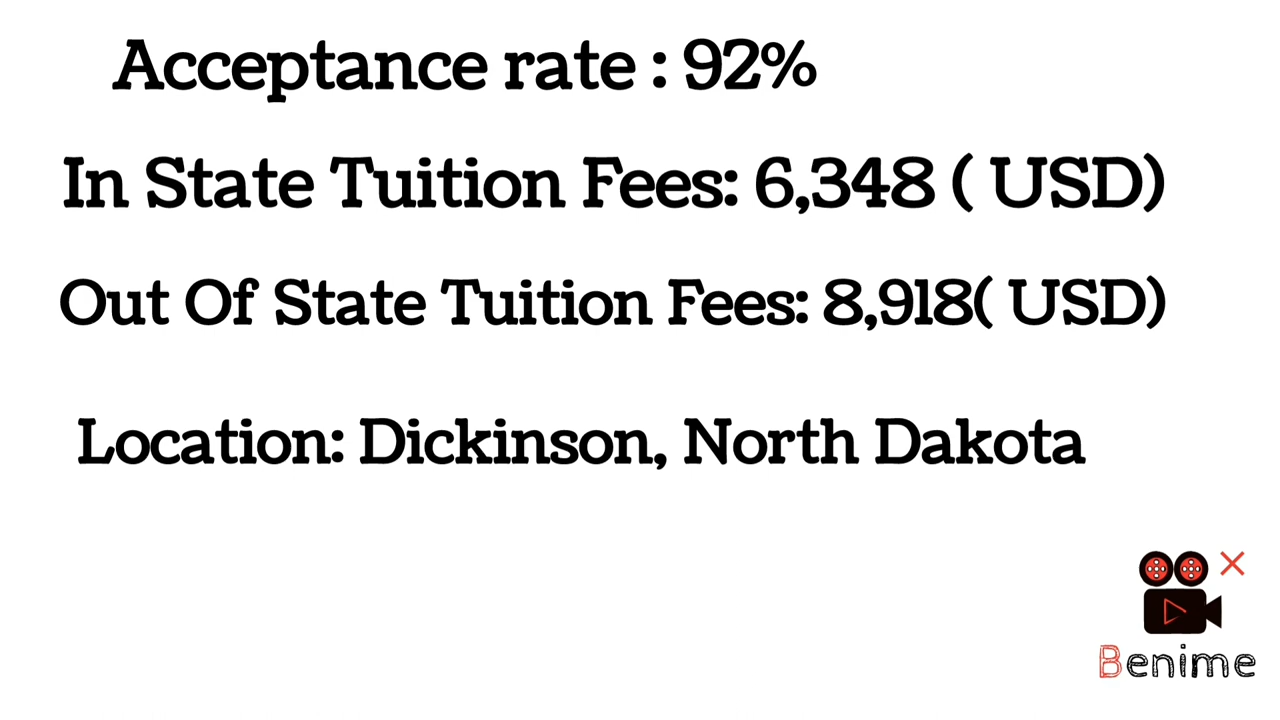 Acceptance rate : 92%
In State Tuition Fees: 6,348 ( USD)
Out Of State Tuition Fees: 8,918( USD)
Location: Dickinson, North Dakota
Benime